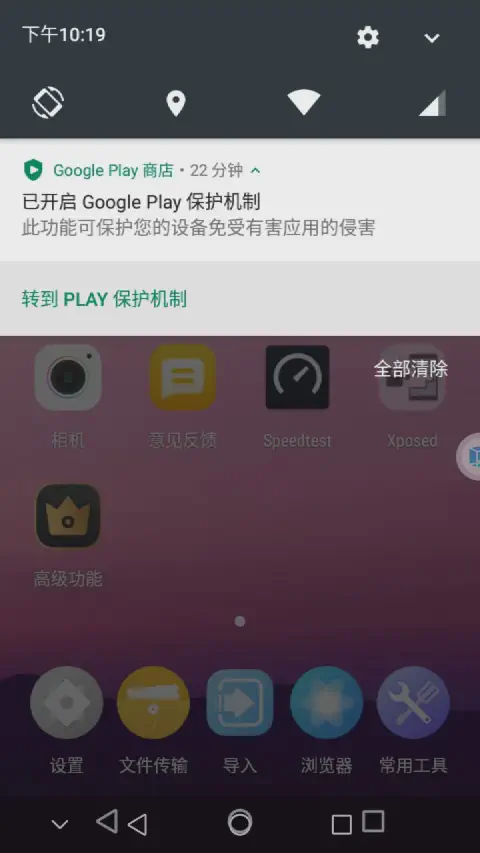 下午10:19
Google Play 商店 • 22 分钟
已开启 Google Play 保护机制
此功能可保护您的设备免受有害应用的侵害
转到 PLAY 保护机制
全部清除
相机 意见反馈 Speedtest Xposed
高级功能
设置 文件传输 导入 浏览器 常用工具